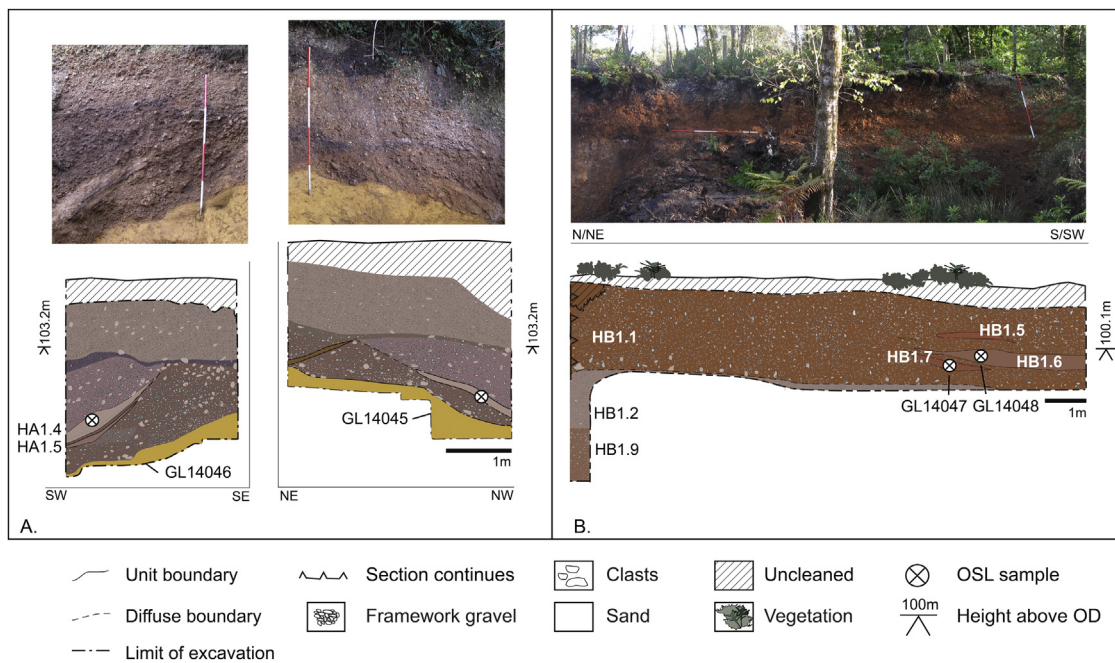 N/NE
S/SW
103.2m
103.2m
HA1.4
HA1.5
GL14046
SW
SE
A.
GL14045
1m
NE
NW
HB1.1
HB1.5
HB1.7
HB1.6
GL14047
GL14048
HB1.2
HB1.9
100.1m
1m
B.
Unit boundary
Section continues
Clasts
Uncleaned
OSL sample
Diffuse boundary
Framework gravel
Sand
Vegetation
100m
Height above OD
Limit of excavation